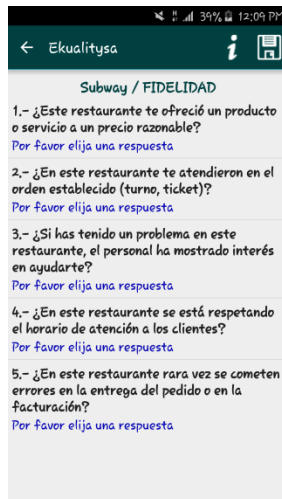 39% 12:09 PM
Ekualitysa
Subway / FIDELIDAD
1.- ¿Este restaurante te ofreció un producto
o servicio a un precio razonable?
Por favor elija una respuesta
2.- ¿En este restaurante te atendieron en el
orden establecido (turno, ticket)?
Por favor elija una respuesta
3.- ¿Si has tenido un problema en este
restaurante, el personal ha mostrado interés
en ayudarte?
Por favor elija una respuesta
4.- ¿En este restaurante se está respetando
el horario de atención a los clientes?
Por favor elija una respuesta
5.- ¿En este restaurante rara vez se cometen
errores en la entrega del pedido o en la
facturación?
Por favor elija una respuesta